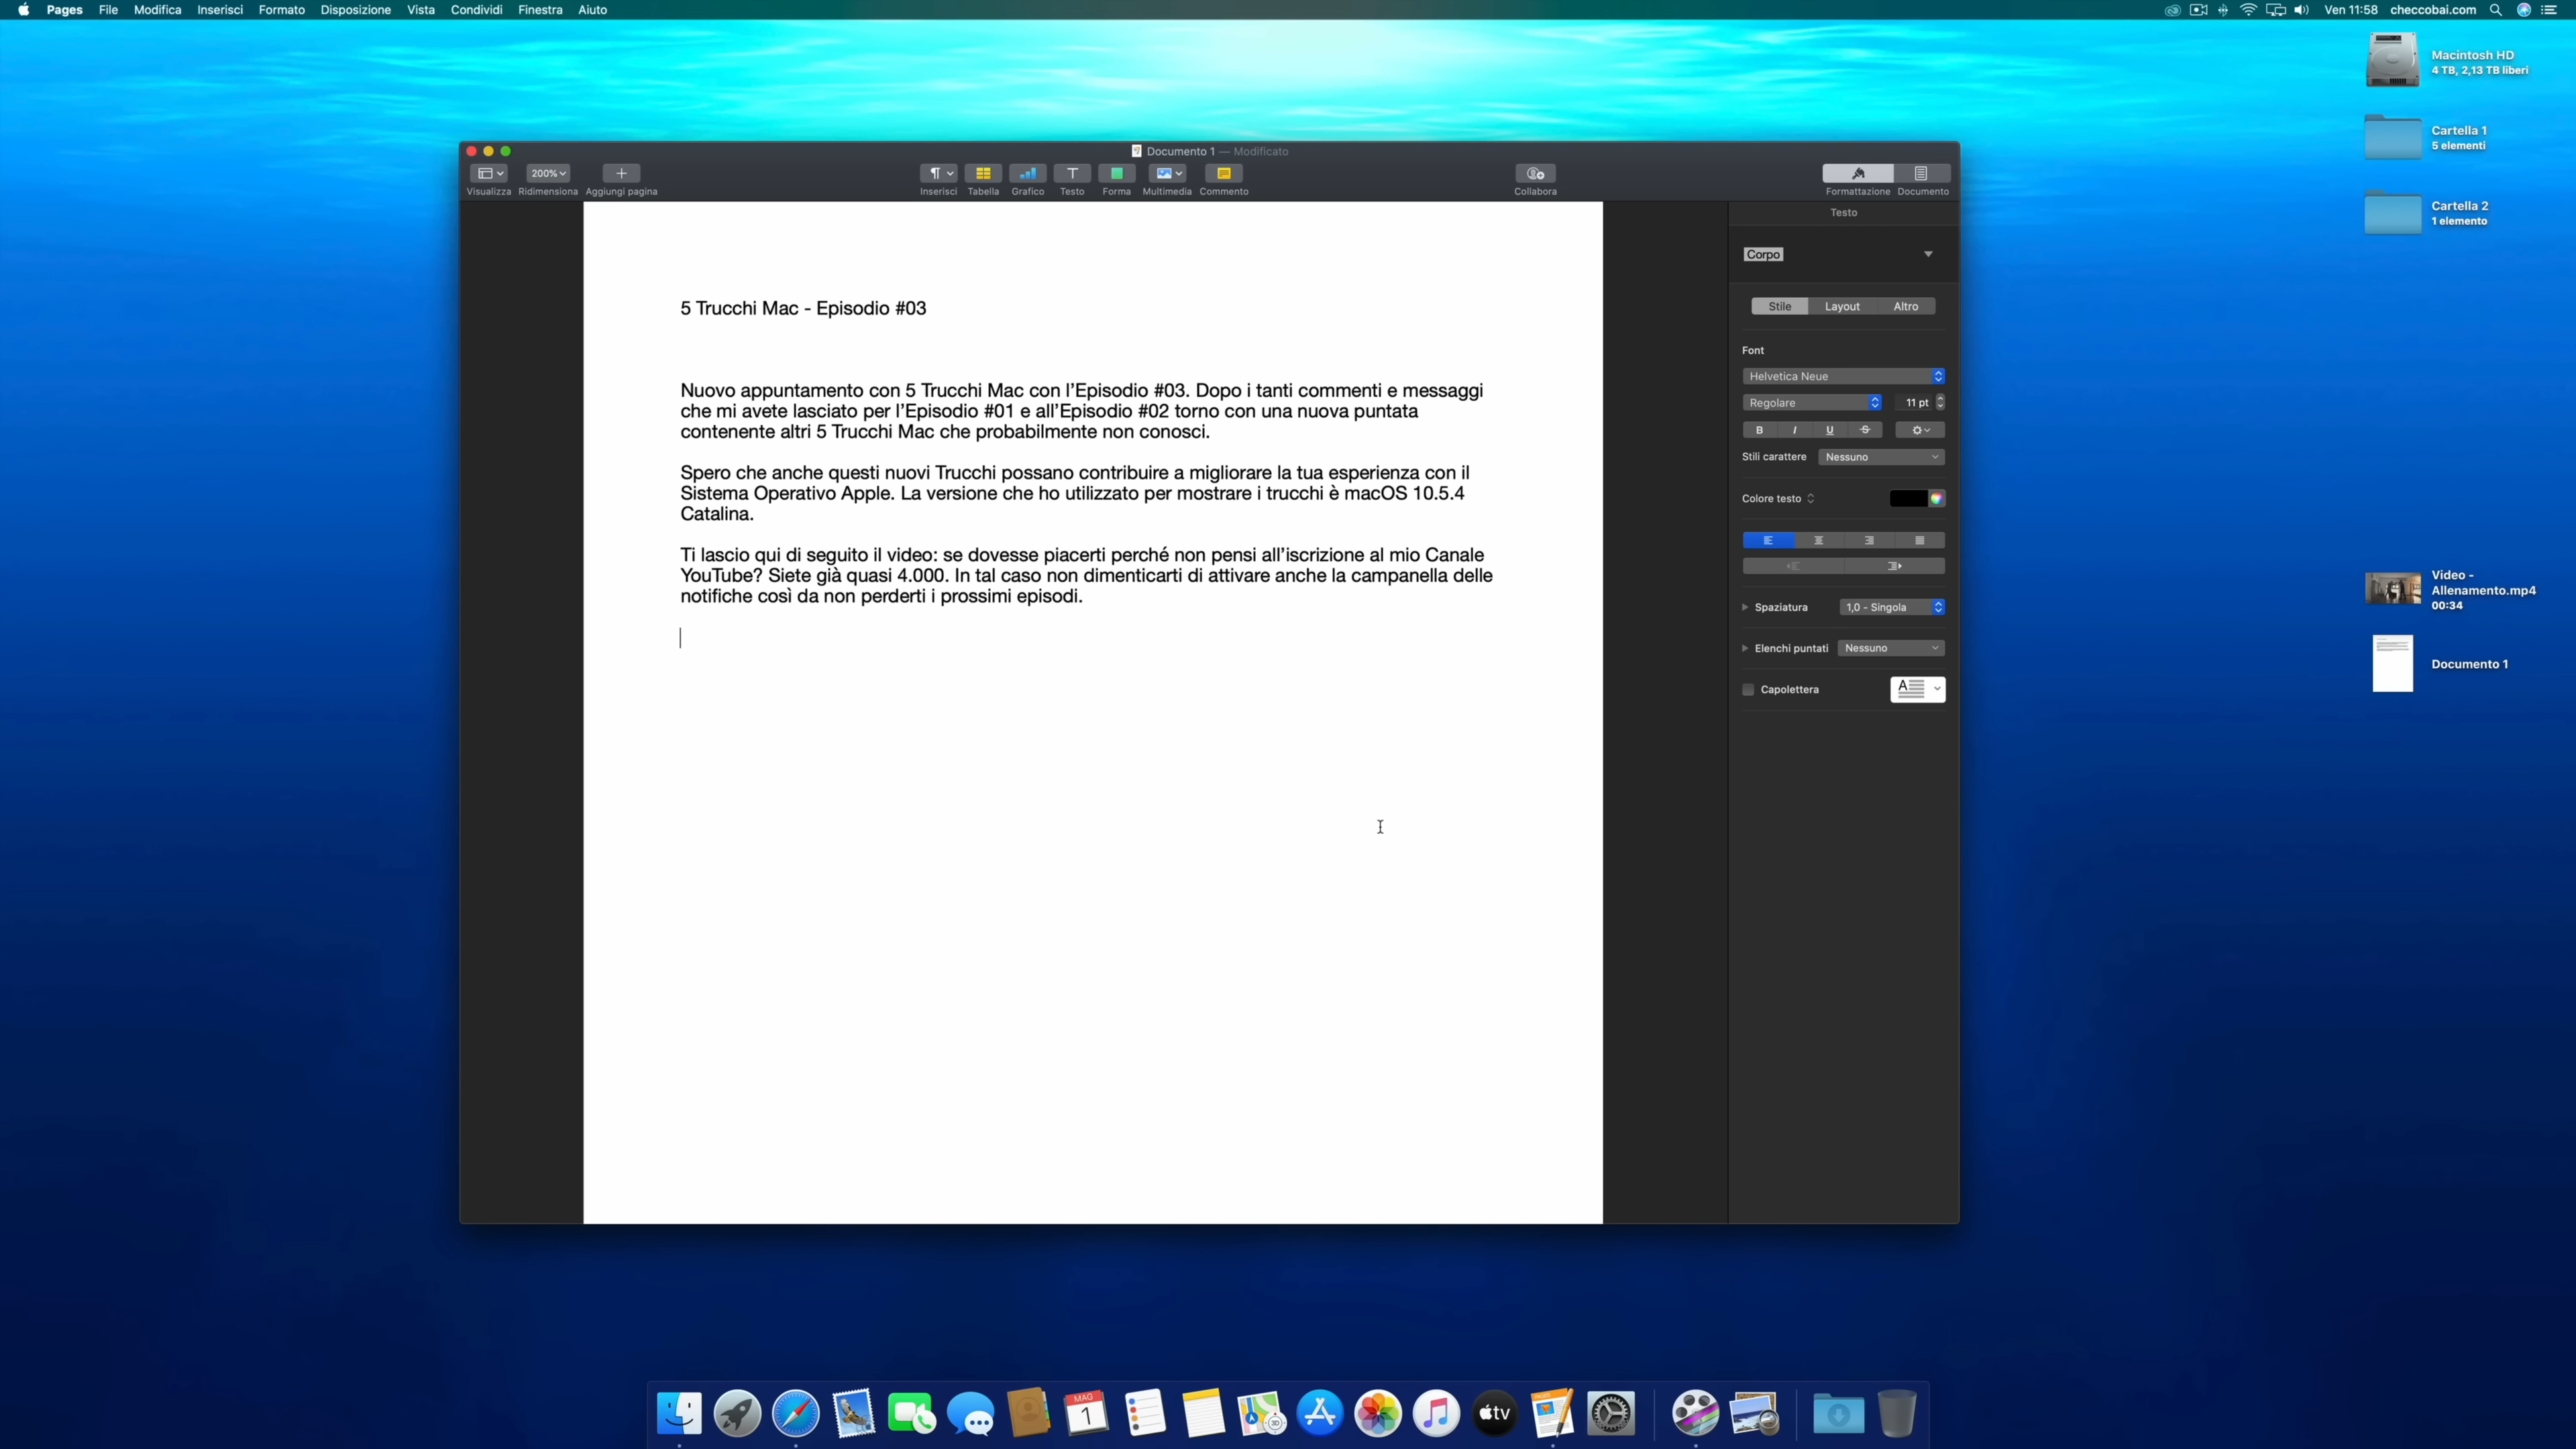 Pages File Modifica Inserisci Formato Disposizione Vista Condividi Finestra Aiuto
Ven 11:58 checcobai.com
Macintosh HD
4 TB, 2,13 TB liberi
Cartella 1
5 elementi
Cartella 2
1 elemento
Video -
Allenamento.mp4
00:34
Documento 1
Documento 1 — Modificato
200%
Visualizza Ridimensiona Aggiungi pagina
Inserisci Tabella Grafico Testo Forma Multimedia Commento
Collabora
Formattazione Documento
5 Trucchi Mac - Episodio #03
Nuovo appuntamento con 5 Trucchi Mac con l’Episodio #03. Dopo i tanti commenti e messaggi
che mi avete lasciato per l’Episodio #01 e all’Episodio #02 torno con una nuova puntata
contenente altri 5 Trucchi Mac che probabilmente non conosci.
Spero che anche questi nuovi Trucchi possano contribuire a migliorare la tua esperienza con il
Sistema Operativo Apple. La versione che ho utilizzato per mostrare i trucchi è macOS 10.5.4
Catalina.
Ti lascio qui di seguito il video: se dovesse piacerti perché non pensi all’iscrizione al mio Canale
YouTube? Siete già quasi 4.000. In tal caso non dimenticarti di attivare anche la campanella delle
notifiche così da non perderti i prossimi episodi.
Testo
Corpo
Stile Layout Altro
Font
Helvetica Neue
Regolare 11 pt
B I U S
Stili carattere Nessuno
Colore testo
Spaziatura 1,0 - Singola
Elenchi puntati Nessuno
Capolettera A
MAG
1
3D
tv
PAGES